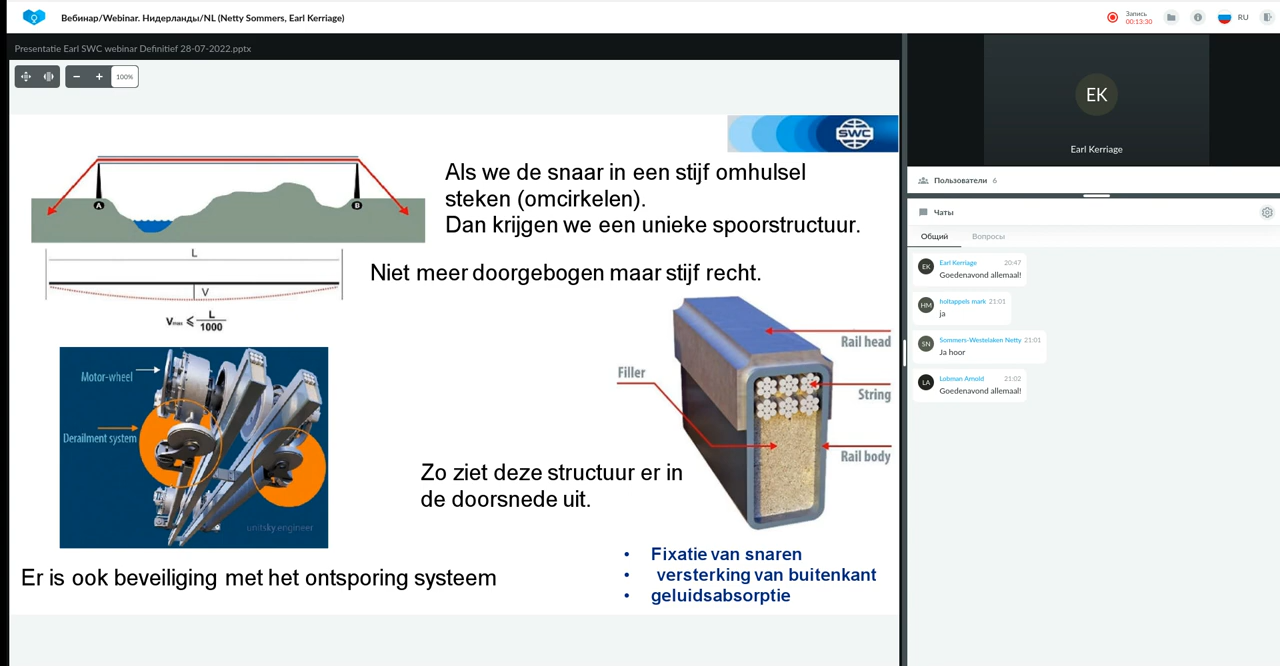 Вебинар/Webinar. Нидерланды/NL (Netty Sommers, Earl Kerriage)
Запись
00:13:30
RU
Presentatie Earl SWC webinar Definitief 28-07-2022.pptx
100%
SWC
Als we de snaar in een stijf omhulsel
steken (omcirkelen).
Dan krijgen we een unieke spoorstructuur.
A
B
L
Niet meer doorgebogen maar stijf recht.
V
Vmax ⩽ L
1000
Motor-wheel
Derailment system
unitsky engineer
Rail head
Filler
String
Rail body
Zo ziet deze structuur er in
de doorsnede uit.
• Fixatie van snaren
• versterking van buitenkant
• geluidsabsorptie
Er is ook beveiliging met het ontsporing systeem
EK
Earl Kerriage
Пользователи 6
Чаты
Общий
Вопросы
EK
Earl Kerriage 20:47
Goedenavond allemaal!
HM
holtappels mark 21:01
ja
SN
Sommers-Westelaken Netty 21:01
Ja hoor
LA
Lobman Arnold 21:02
Goedenavond allemaal!